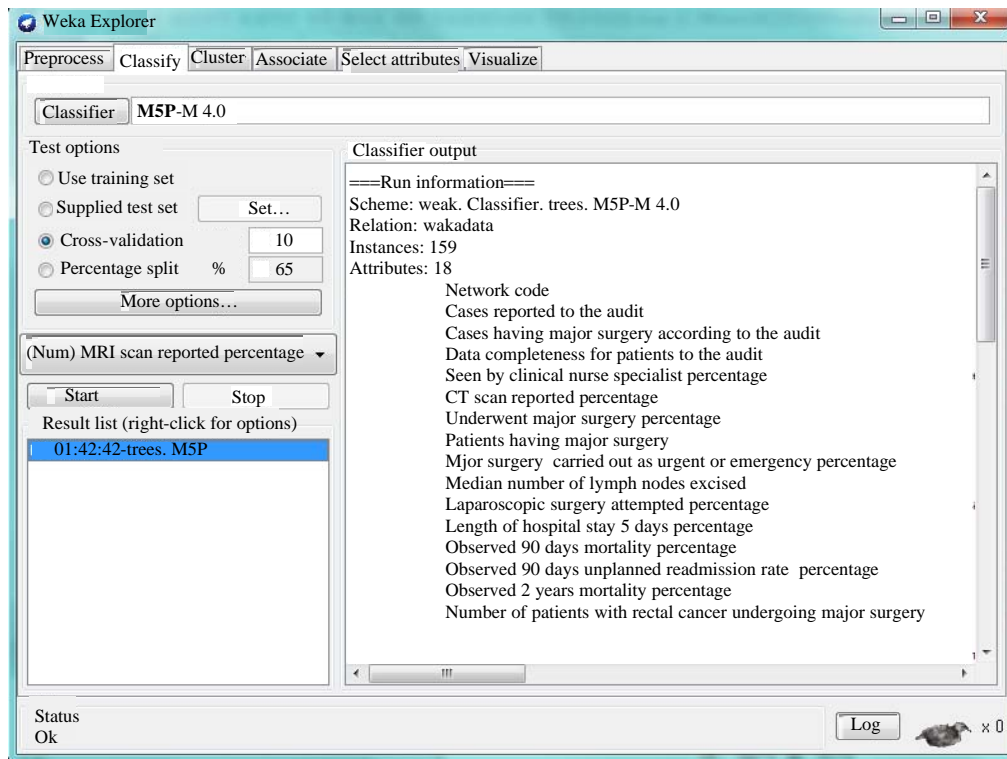 Weka Explorer
Preprocess Classify Cluster Associate Select attributes Visualize
Classifier M5P-M 4.0
Test options
Use training set
Supplied test set Set...
Cross-validation 10
Percentage split % 65
More options...
(Num) MRI scan reported percentage
Start Stop
Result list (right-click for options)
01:42:42-trees. M5P
Classifier output
===Run information===
Scheme: weak. Classifier. trees. M5P-M 4.0
Relation: wakadata
Instances: 159
Attributes: 18
Network code
Cases reported to the audit
Cases having major surgery according to the audit
Data completeness for patients to the audit
Seen by clinical nurse specialist percentage
CT scan reported percentage
Underwent major surgery percentage
Patients having major surgery
Mjor surgery carried out as urgent or emergency percentage
Median number of lymph nodes excised
Laparoscopic surgery attempted percentage
Length of hospital stay 5 days percentage
Observed 90 days mortality percentage
Observed 90 days unplanned readmission rate percentage
Observed 2 years mortality percentage
Number of patients with rectal cancer undergoing major surgery
Status
Ok
Log x 0